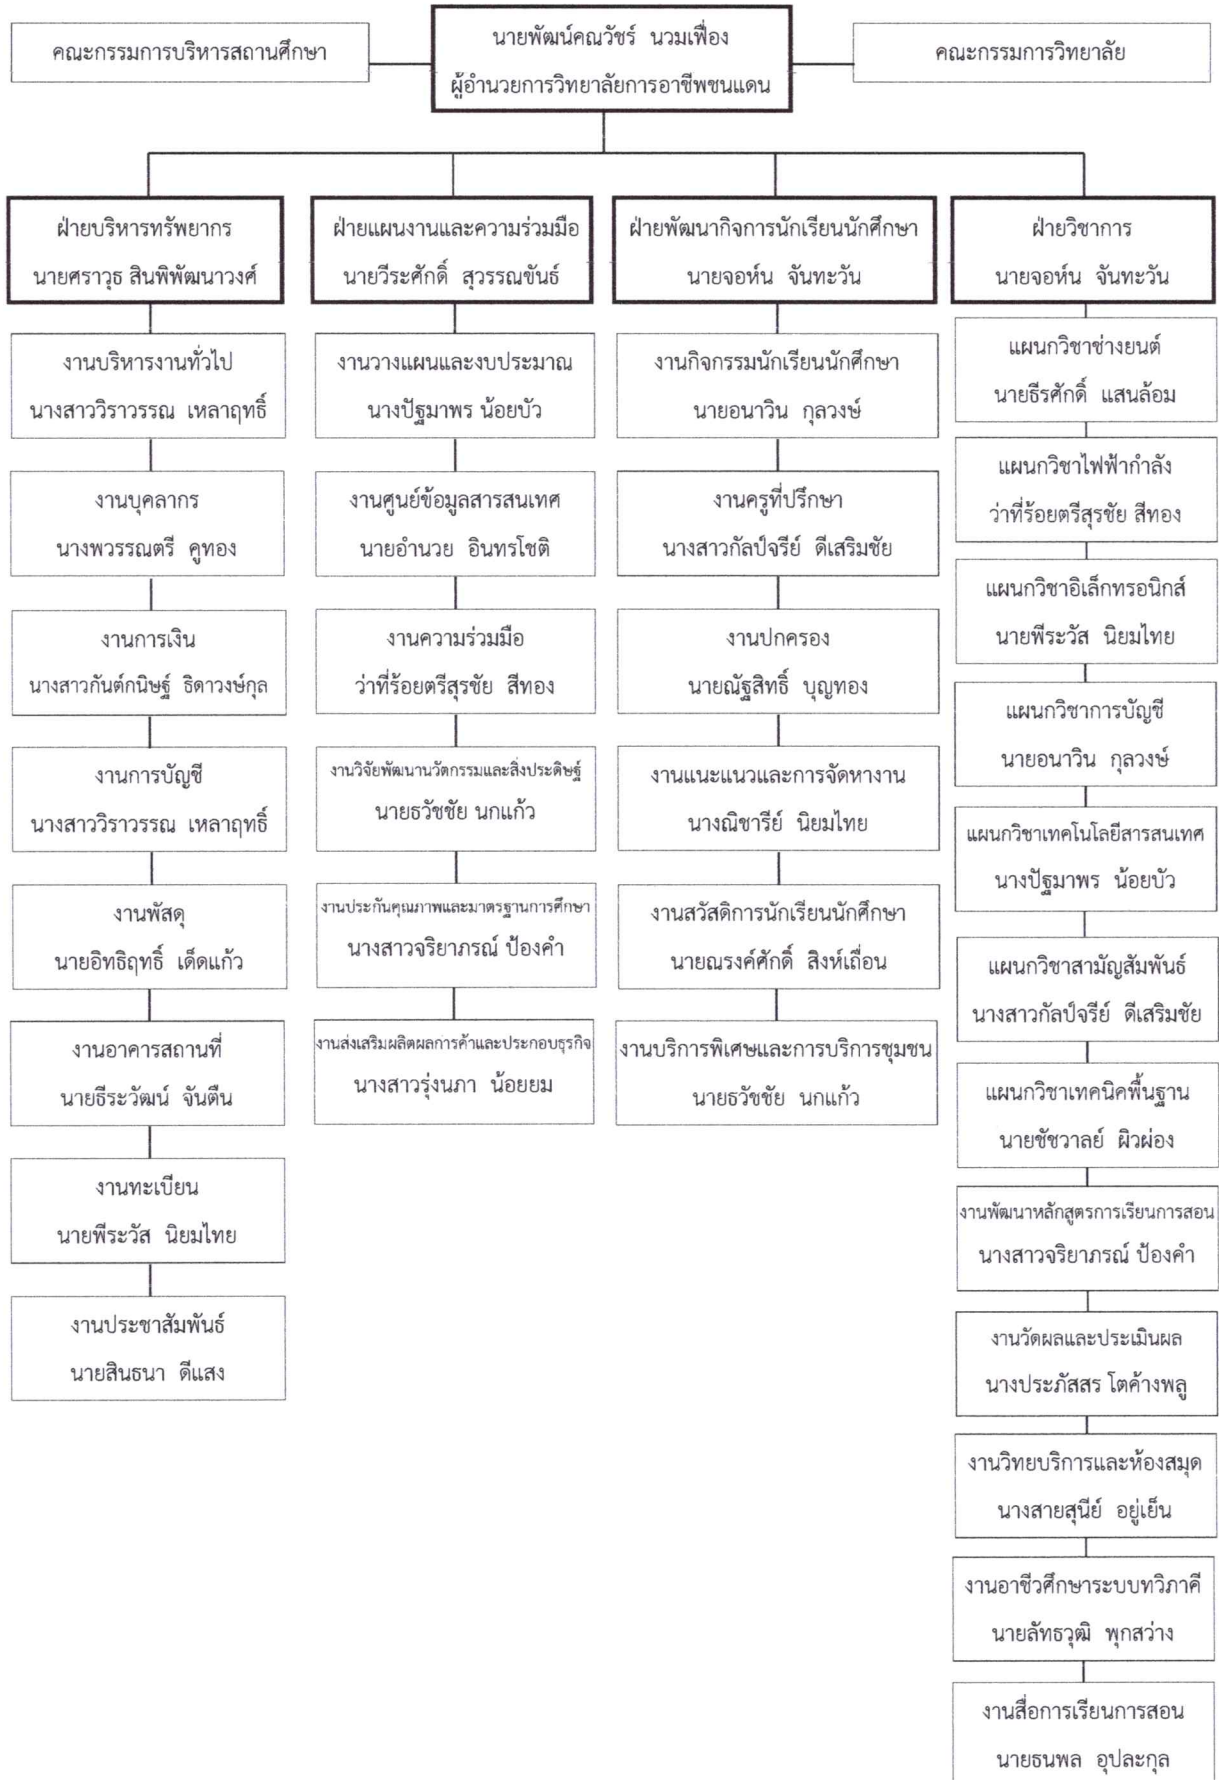 คณะกรรมการบริหารสถานศึกษา
นายพัฒน์คณวัชร์ นวมเฟื่อง
ผู้อำนวยการวิทยาลัยการอาชีพชนแดน
คณะกรรมการวิทยาลัย
ฝ่ายบริหารทรัพยากร
นายศราวุธ สินพิพัฒนาวงศ์
งานบริหารงานทั่วไป
นางสาววิราวรรณ เหลาฤทธิ์
งานบุคลากร
นางพวรรณตรี คูทอง
งานการเงิน
นางสาวกันต์กนิษฐ์ ธิดาวงษ์กุล
งานการบัญชี
นางสาววิราวรรณ เหลาฤทธิ์
งานพัสดุ
นายอิทธิฤทธิ์ เด็ดแก้ว
งานอาคารสถานที่
นายธีระวัฒน์ จันตืน
งานทะเบียน
นายพีระวัส นิยมไทย
งานประชาสัมพันธ์
นายสินธนา ดีแสง
ฝ่ายแผนงานและความร่วมมือ
นายวีระศักดิ์ สุวรรณขันธ์
งานวางแผนและงบประมาณ
นางปัฐมาพร น้อยบัว
งานศูนย์ข้อมูลสารสนเทศ
นายอำนวย อินทรโชติ
งานความร่วมมือ
ว่าที่ร้อยตรีสุรชัย สีทอง
งานวิจัยพัฒนานวัตกรรมและสิ่งประดิษฐ์
นายธวัชชัย นกแก้ว
งานประกันคุณภาพและมาตรฐานการศึกษา
นางสาวจริยาภรณ์ ป้องคำ
งานส่งเสริมผลิตผลการค้าและประกอบธุรกิจ
นางสาวรุ่งนภา น้อยยม
ฝ่ายพัฒนากิจการนักเรียนนักศึกษา
นายจอห์น จันทะวัน
งานกิจกรรมนักเรียนนักศึกษา
นายอนาวิน กุลวงษ์
งานครูที่ปรึกษา
นางสาวกัลป์จรีย์ ดีเสริมชัย
งานปกครอง
นายณัฐสิทธิ์ บุญทอง
งานแนะแนวและการจัดหางาน
นางณิชารีย์ นิยมไทย
งานสวัสดิการนักเรียนนักศึกษา
นายณรงค์ศักดิ์ สิงห์เถื่อน
งานบริการพิเศษและการบริการชุมชน
นายธวัชชัย นกแก้ว
ฝ่ายวิชาการ
นายจอห์น จันทะวัน
แผนกวิชาช่างยนต์
นายธีรศักดิ์ แสนล้อม
แผนกวิชาไฟฟ้ากำลัง
ว่าที่ร้อยตรีสุรชัย สีทอง
แผนกวิชาอิเล็กทรอนิกส์
นายพีระวัส นิยมไทย
แผนกวิชาการบัญชี
นายอนาวิน กุลวงษ์
แผนกวิชาเทคโนโลยีสารสนเทศ
นางปัฐมาพร น้อยบัว
แผนกวิชาสามัญสัมพันธ์
นางสาวกัลป์จรีย์ ดีเสริมชัย
แผนกวิชาเทคนิคพื้นฐาน
นายชัชวาลย์ ผิวผ่อง
งานพัฒนาหลักสูตรการเรียนการสอน
นางสาวจริยาภรณ์ ป้องคำ
งานวัดผลและประเมินผล
นางประภัสสร โตค้างพลู
งานวิทยบริการและห้องสมุด
นางสายสุนีย์ อยู่เย็น
งานอาชีวศึกษาระบบทวิภาคี
นายลัทธวุฒิ พุกสว่าง
งานสื่อการเรียนการสอน
นายธนพล อุปละกุล